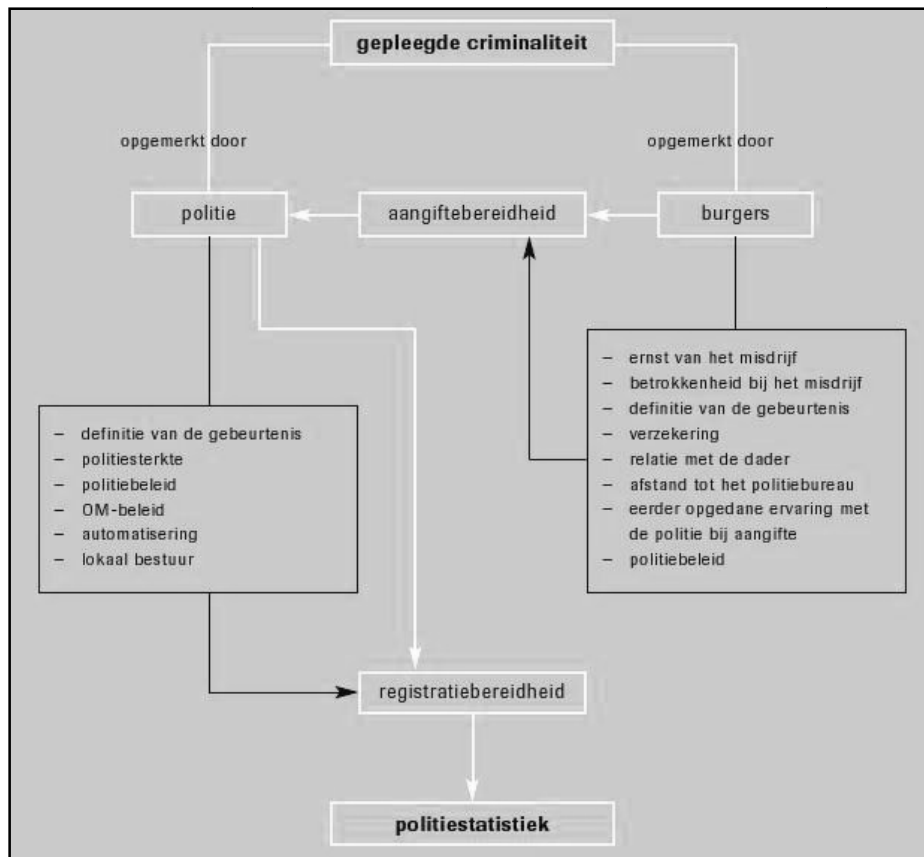 gepleegde criminaliteit
opgemerkt door
opgemerkt door
politie
aangiftebereidheid
burgers
– ernst van het misdrijf
– betrokkenheid bij het misdrijf
– definitie van de gebeurtenis
– verzekering
– relatie met de dader
– afstand tot het politiebureau
– eerder opgedane ervaring met
de politie bij aangifte
– politiebeleid
– definitie van de gebeurtenis
– politiesterkte
– politiebeleid
– OM-beleid
– automatisering
– lokaal bestuur
registratiebereidheid
politiestatistiek